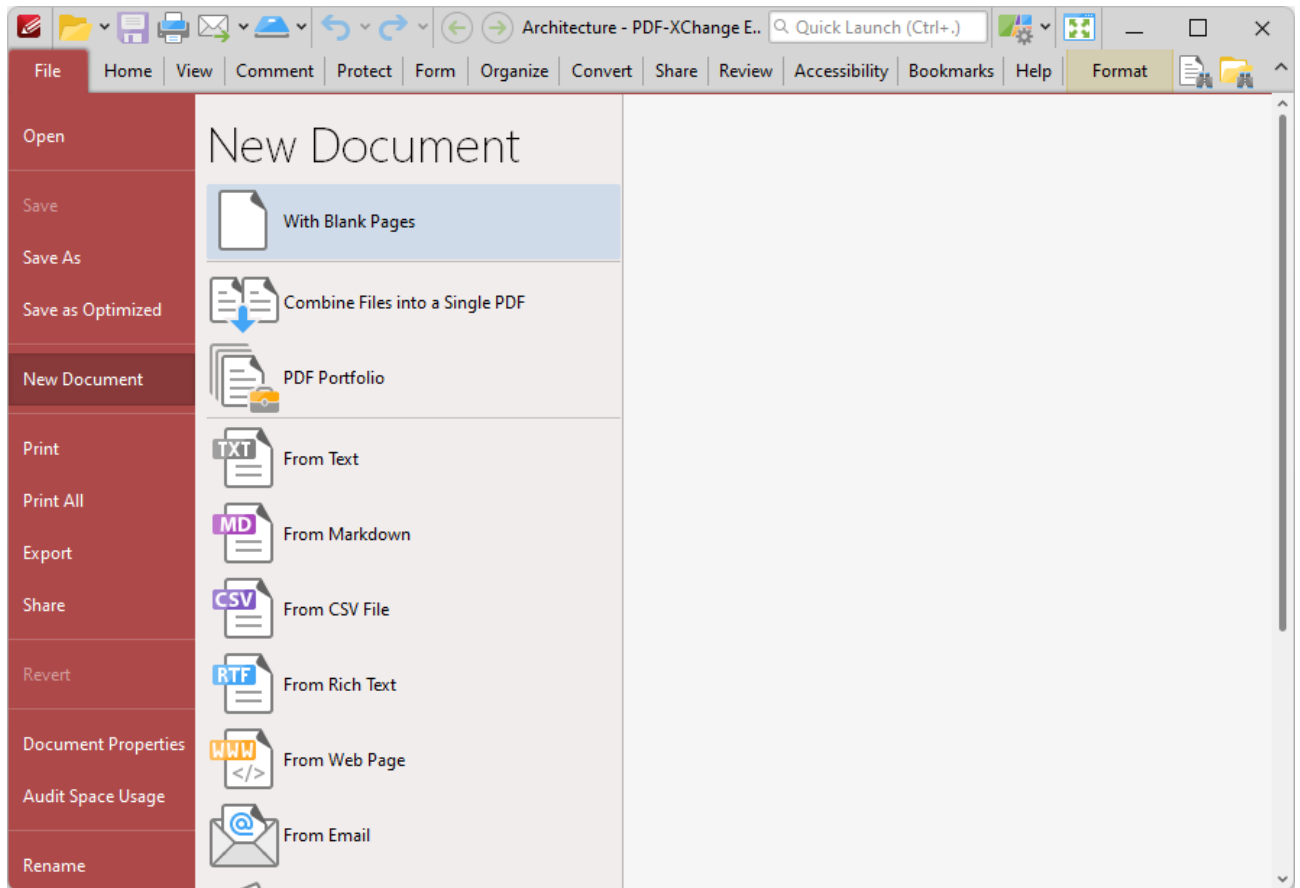 Architecture - PDF-XChange E.. Quick Launch (Ctrl+.)
File Home View Comment Protect Form Organize Convert Share Review Accessibility Bookmarks Help Format
Open
Save
Save As
Save as Optimized
New Document
Print
Print All
Export
Share
Revert
Document Properties
Audit Space Usage
Rename
New Document
With Blank Pages
Combine Files into a Single PDF
PDF Portfolio
TXT From Text
MD From Markdown
CSV From CSV File
RTF From Rich Text
WWW </> From Web Page
@ From Email